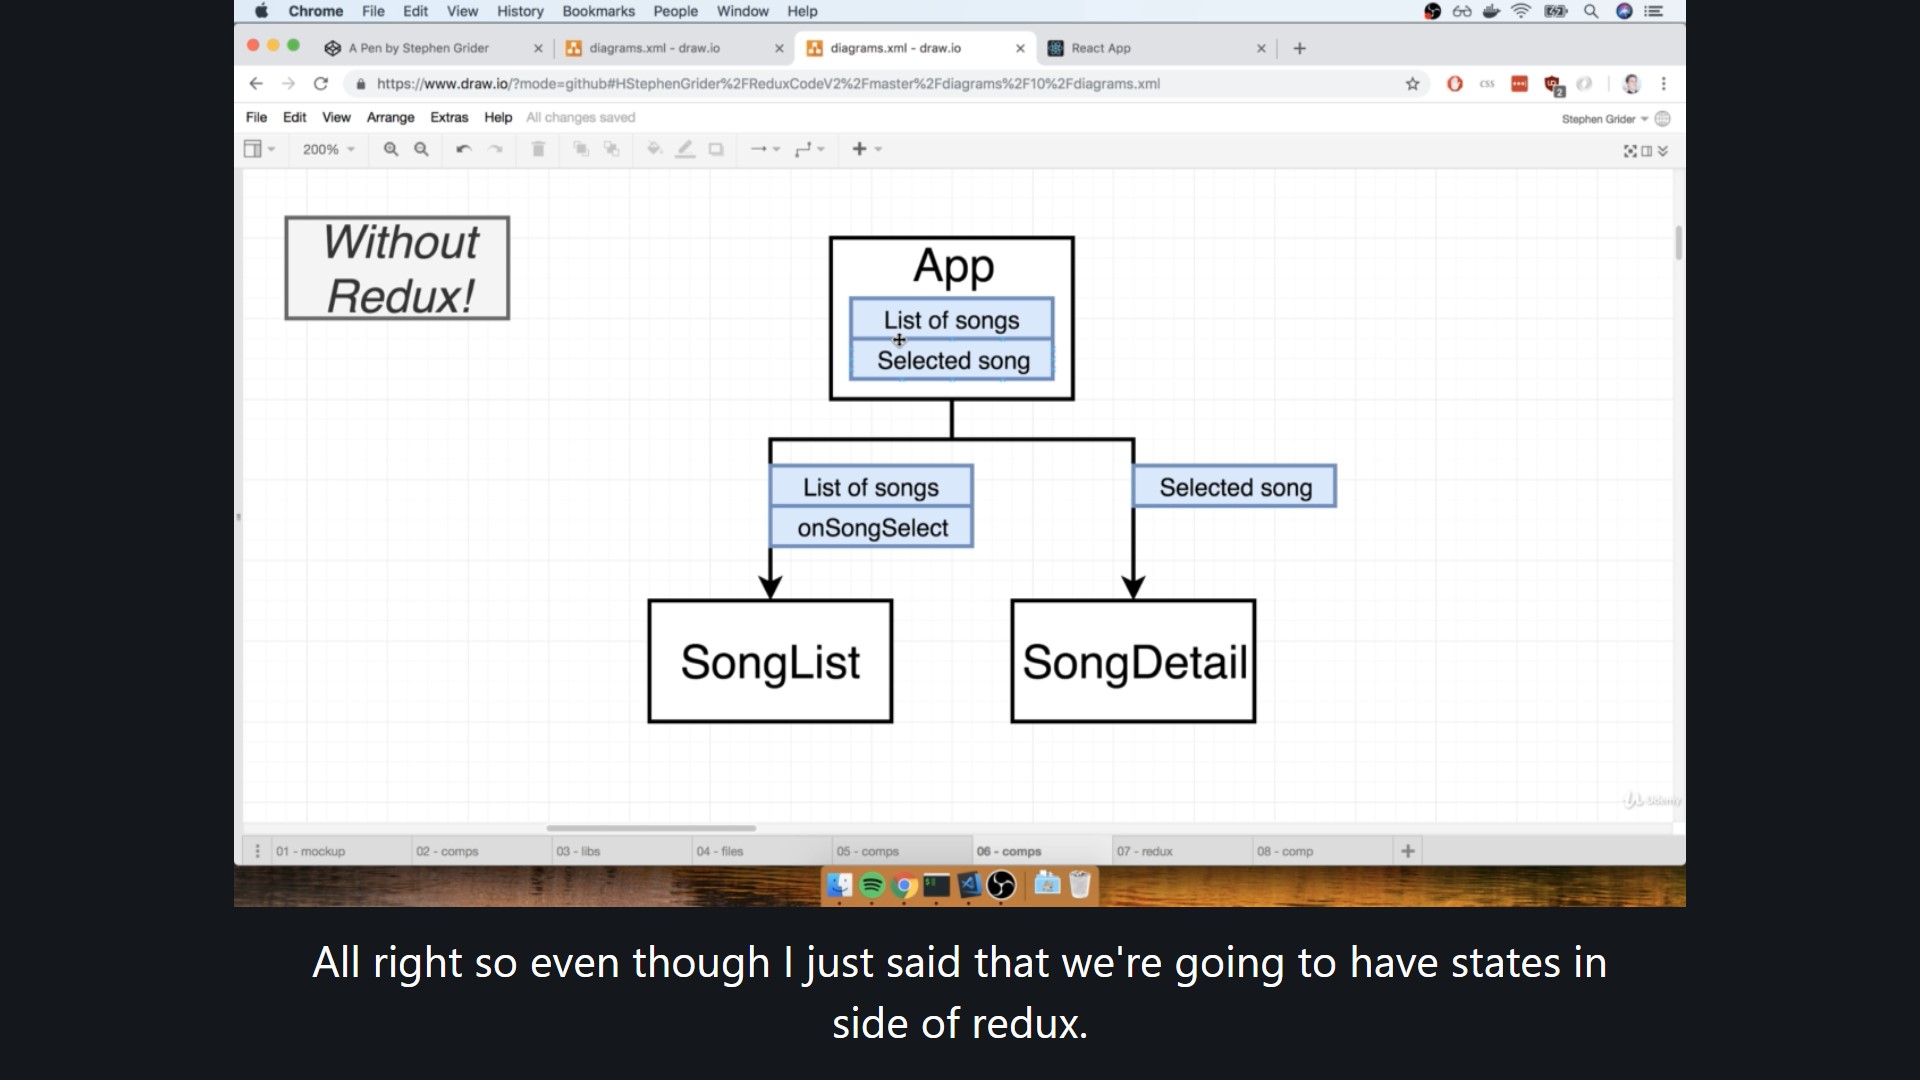 Chrome File Edit View History Bookmarks People Window Help
A Pen by Stephen Grider
diagrams.xml - draw.io
diagrams.xml - draw.io
React App
https://www.draw.io/?mode=github#HStephenGrider%2FReduxCodeV2%2Fmaster%2Fdiagrams%2F10%2Fdiagrams.xml
CSS
2
File Edit View Arrange Extras Help All changes saved
Stephen Grider
200%
Without
Redux!
App
List of songs
Selected song
List of songs
onSongSelect
Selected song
SongList
SongDetail
Udemy
01 - mockup
02 - comps
03 - libs
04 - files
05 - comps
06 - comps
07 - redux
08 - comp
All right so even though I just said that we're going to have states in
side of redux.